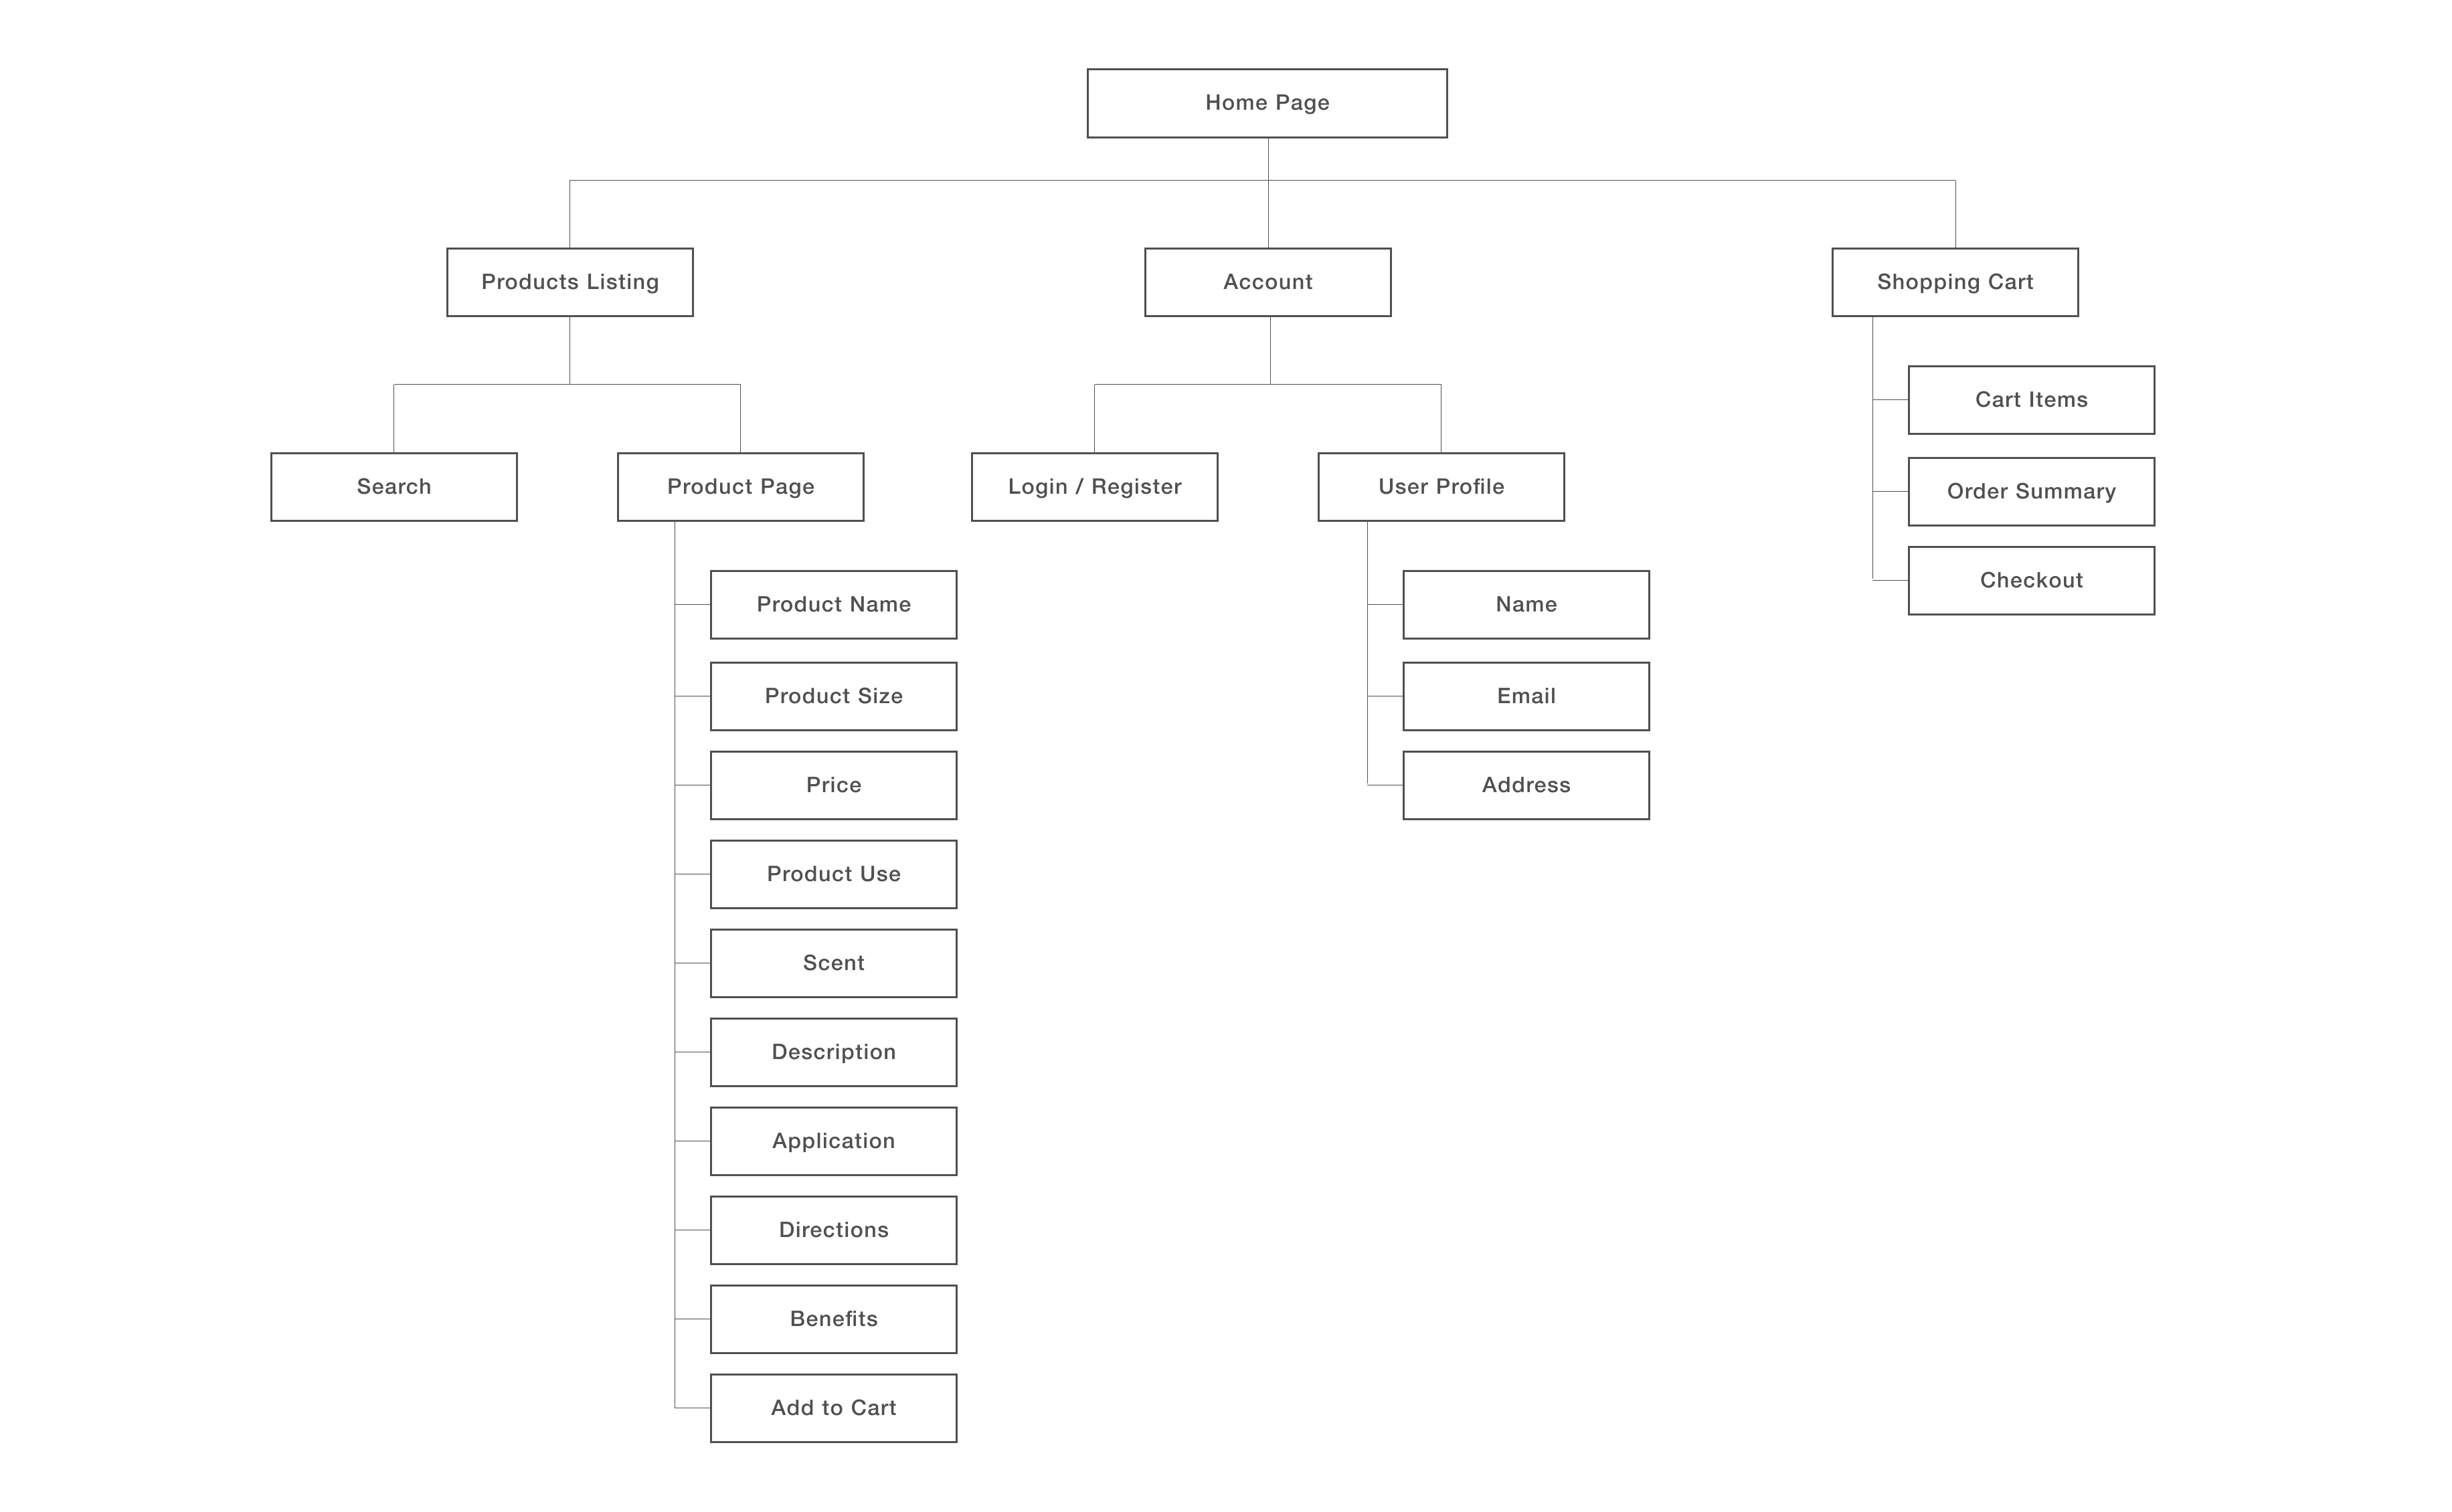 Home Page
Products Listing
Account
Shopping Cart
Cart Items
Order Summary
Checkout
Search
Product Page
Login / Register
User Profile
Product Name
Product Size
Price
Product Use
Scent
Description
Application
Directions
Benefits
Add to Cart
Name
Email
Address